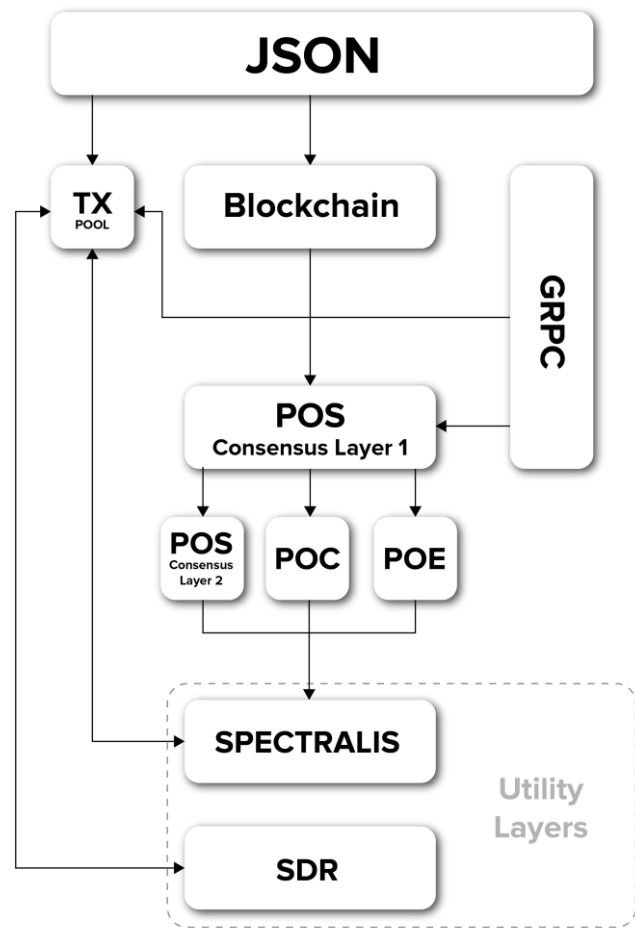 JSON
TX
POOL
Blockchain
GRPC
POS
Consensus Layer 1
POS
Consensus
Layer 2
POC
POE
SPECTRALIS
Utility
Layers
SDR